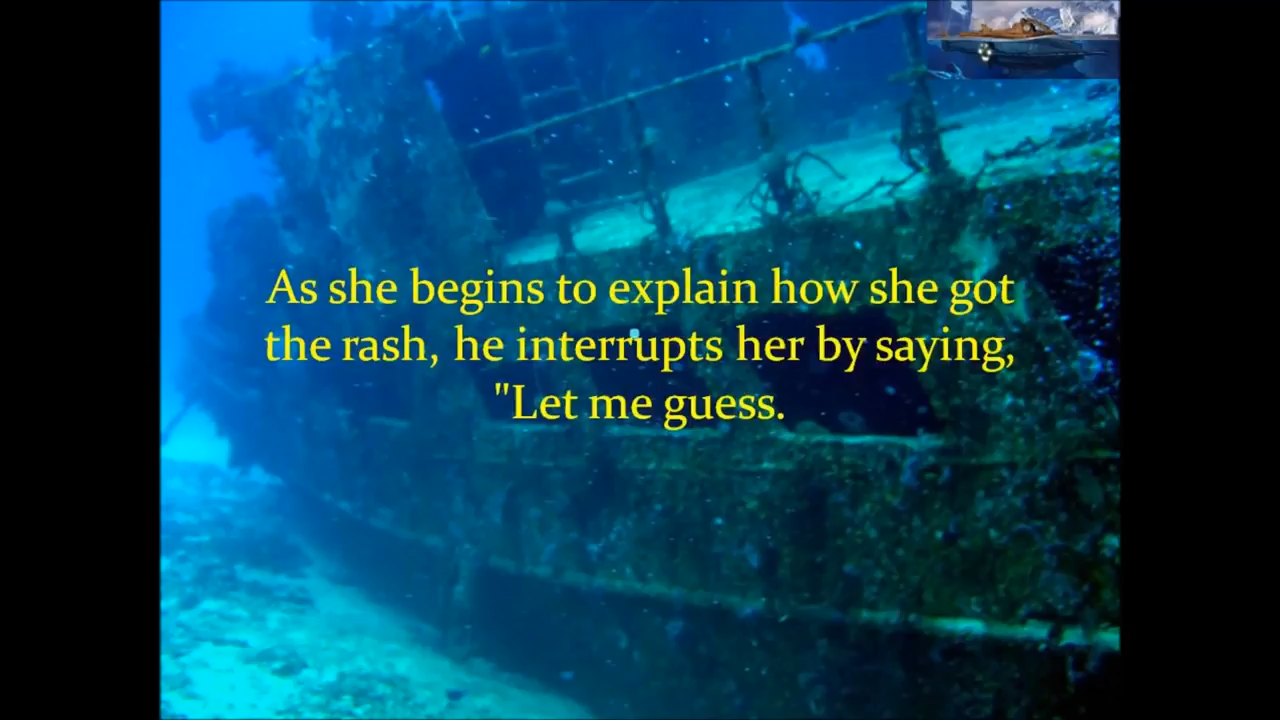 As she begins to explain how she got
the rash, he interrupts her by saying,
"Let me guess.